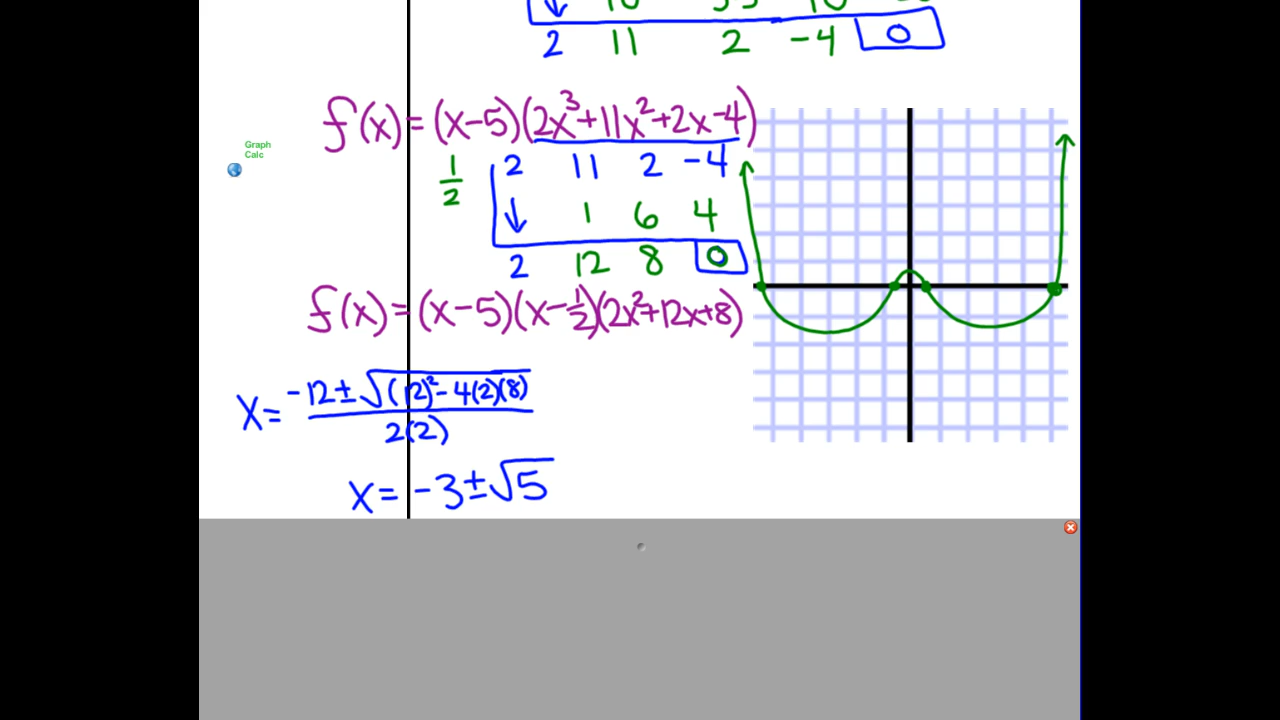 2 11 2 -4 0
f(x) = (x-5)(2x³+11x²+2x-4)
Graph
Calc
1/2 2 11 2 -4
↓ 1 6 4
2 12 8 0
f(x) = (x-5)(x-1/2)(2x²+12x+8)
x = -12±√(12)²-4(2)(8)
2(2)
x = -3±√5